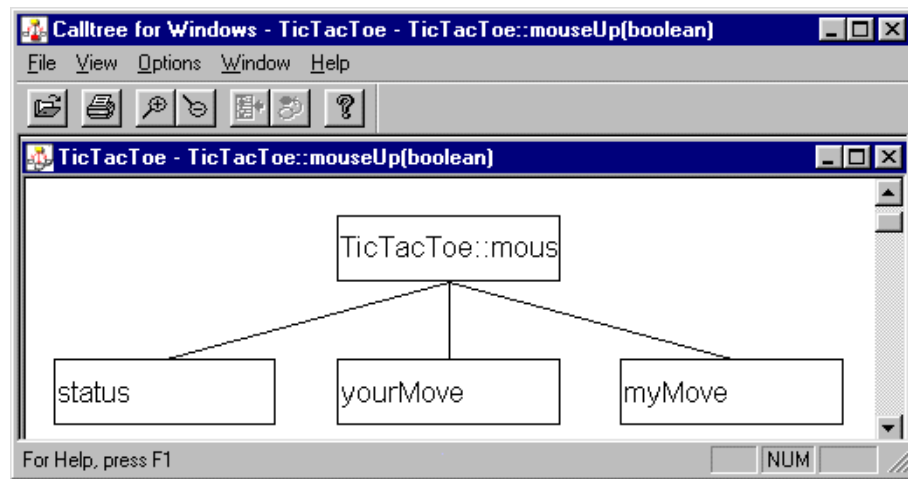 Calltree for Windows - TicTacToe - TicTacToe::mouseUp(boolean)
File View Options Window Help
TicTacToe - TicTacToe::mouseUp(boolean)
TicTacToe::mous
status yourMove myMove
For Help, press F1 NUM